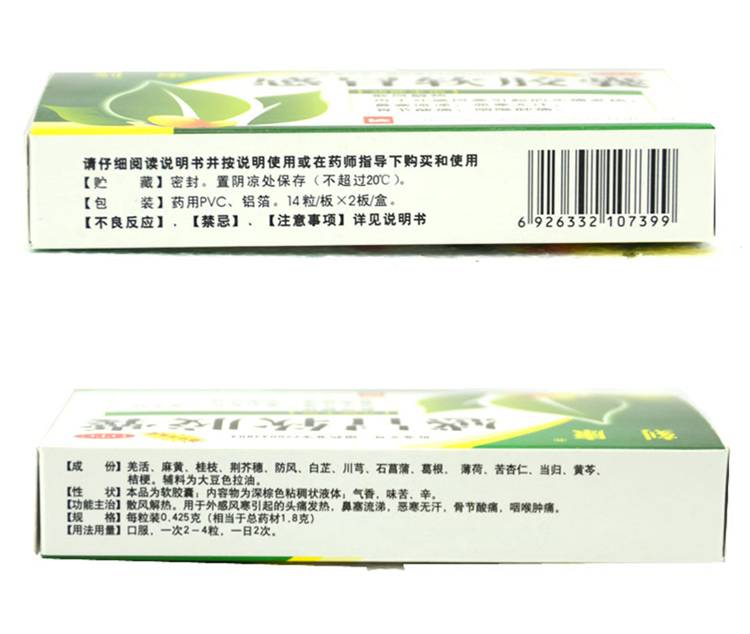 感冒软胶囊
请仔细阅读说明书并按说明使用或在药师指导下购买和使用
【贮 藏】密封。置阴凉处保存（不超过20℃）。
【包 装】药用PVC、铝箔。14粒/板×2板/盒。
【不良反应】、【禁忌】、【注意事项】详见说明书
6 926332 107399
感冒软胶囊
【成 份】羌活、麻黄、桂枝、荆芥穗、防风、白芷、川芎、石菖蒲、葛根、薄荷、苦杏仁、当归、黄芩、
桔梗。辅料为大豆色拉油。
【性 状】本品为软胶囊；内容物为深棕色粘稠状液体；气香，味苦、辛。
【功能主治】散风解热。用于外感风寒引起的头痛发热，鼻塞流涕，恶寒无汗，骨节酸痛，咽喉肿痛。
【规 格】每粒装0.425克（相当于总药材1.8克）
【用法用量】口服，一次2-4粒，一日2次。